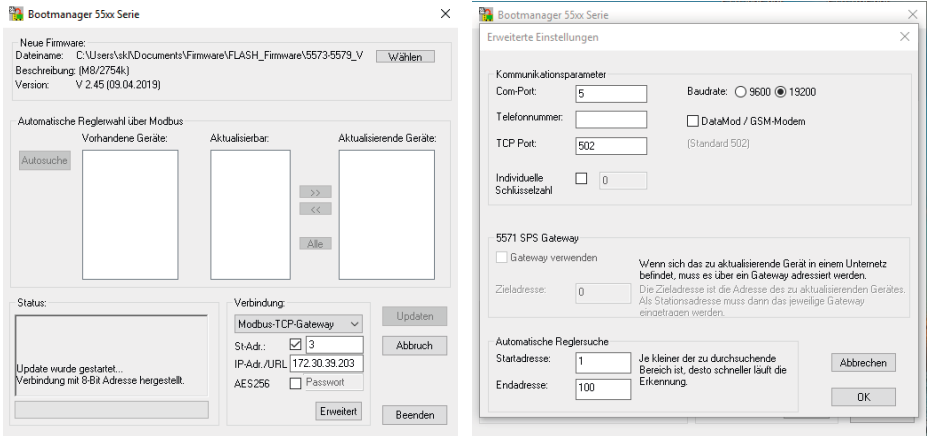 Bootmanager 55xx Serie
Neue Firmware:
Dateiname: C:\Users\skl\Documents\Firmware\FLASH_Firmware\5573-5579_V
Wählen
Beschreibung: (M8/2754k)
Version: V 2.45 (09.04.2019)
Automatische Reglerwahl über Modbus
Vorhandene Geräte: Aktualisierbar: Aktualisierende Geräte:
Autosuche
>>
<<
Alle
Status:
Update wurde gestartet...
Verbindung mit 8-Bit Adresse hergestellt.
Verbindung:
Modbus-TCP-Gateway
St-Adr.: 3
IP-Adr./URL 172.30.39.203
AES256 Passwort
Erweitert
Updaten
Abbruch
Beenden
Bootmanager 55xx Serie
Erweiterte Einstellungen
Kommunikationsparameter
Com-Port: 5 Baudrate: 9600 19200
Telefonnummer: DataMod / GSM-Modem
TCP Port: 502 (Standard 502)
Individuelle
Schlüsselzahl
0
5571 SPS Gateway
Gateway verwenden
Wenn sich das zu aktualisierende Gerät in einem Unternetz
befindet, muss es über ein Gateway adressiert werden.
Zieladresse: 0
Die Zieladresse ist die Adresse des zu aktualisierenden Gerätes.
Als Stationsadresse muss dann das jeweilige Gateway
eingetragen werden.
Automatische Reglersuche
Startadresse: 1
Endadresse: 100
Je kleiner der zu durchsuchende
Bereich ist, desto schneller läuft die
Erkennung.
Abbrechen
OK